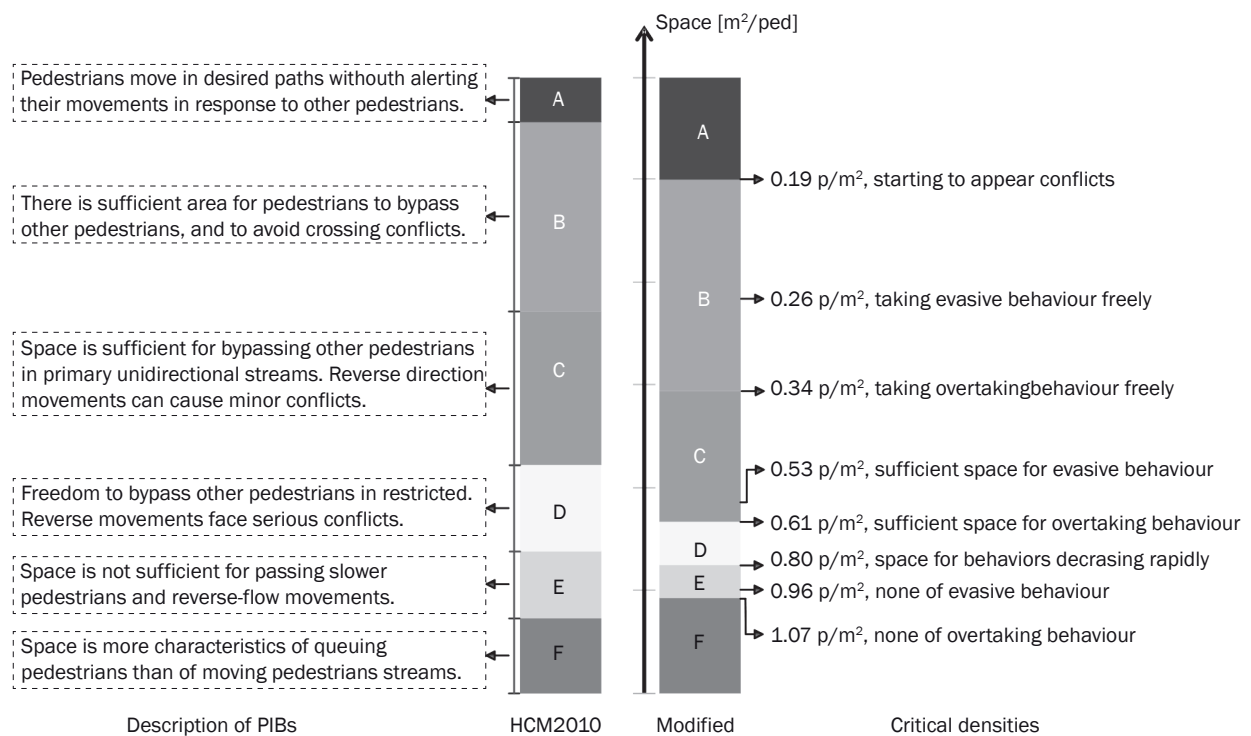 Space [m²/ped]
Pedestrians move in desired paths withouth alerting
their movements in response to other pedestrians.
There is sufficient area for pedestrians to bypass
other pedestrians, and to avoid crossing conflicts.
Space is sufficient for bypassing other pedestrians
in primary unidirectional streams. Reverse direction
movements can cause minor conflicts.
Freedom to bypass other pedestrians in restricted.
Reverse movements face serious conflicts.
Space is not sufficient for passing slower
pedestrians and reverse-flow movements.
Space is more characteristics of queuing
pedestrians than of moving pedestrians streams.
A
B
C
D
E
F
A
B
C
D
E
F
0.19 p/m², starting to appear conflicts
0.26 p/m², taking evasive behaviour freely
0.34 p/m², taking overtakingbehaviour freely
0.53 p/m², sufficient space for evasive behaviour
0.61 p/m², sufficient space for overtaking behaviour
0.80 p/m², space for behaviors decrasing rapidly
0.96 p/m², none of evasive behaviour
1.07 p/m², none of overtaking behaviour
Description of PIBs
HCM2010
Modified
Critical densities